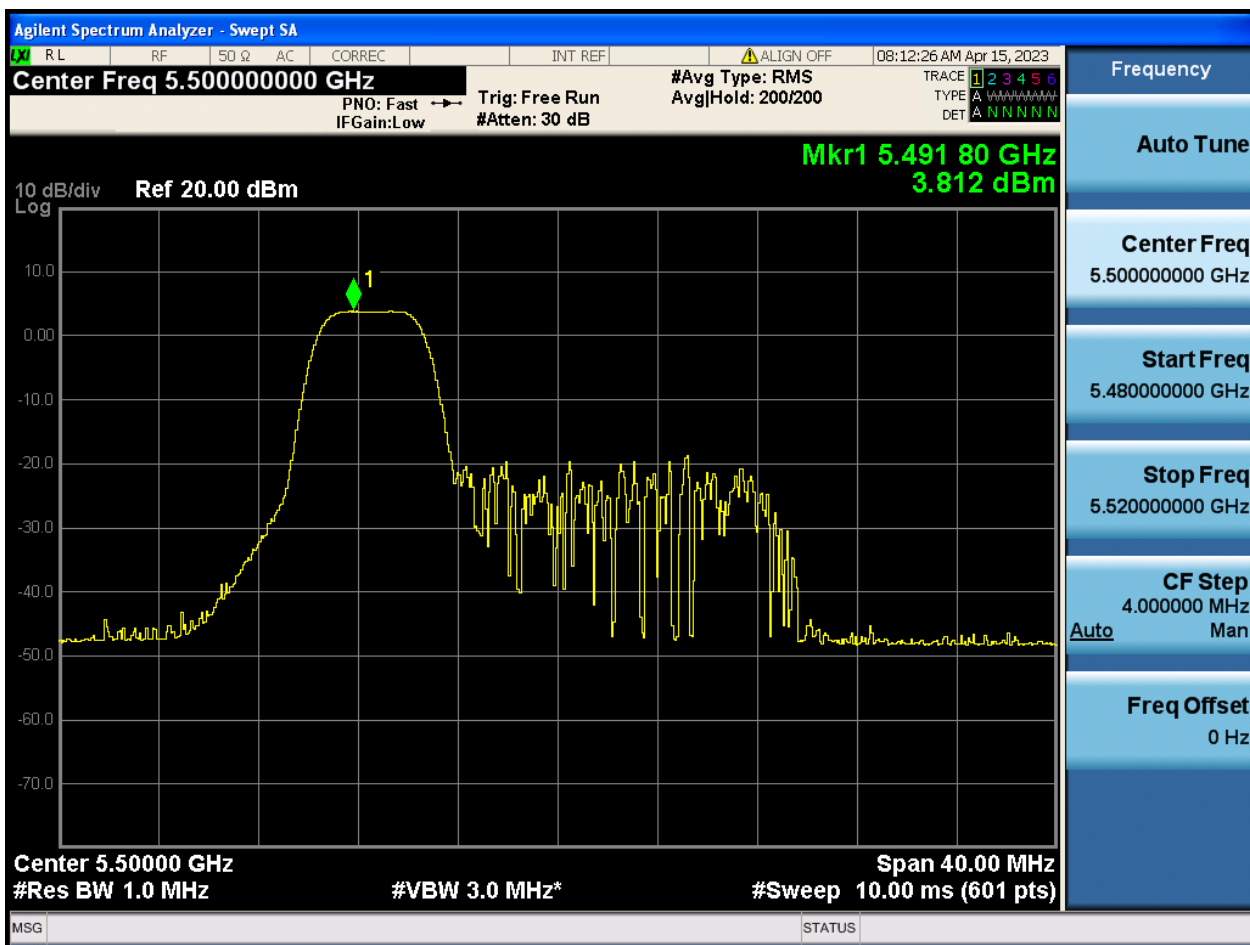 Agilent Spectrum Analyzer - Swept SA
LXI RL RF 50 Ω AC CORREC INT REF ALIGN OFF 08:12:26 AM Apr 15, 2023
Center Freq 5.500000000 GHz
PNO: Fast
IFGain:Low
Trig: Free Run
#Atten: 30 dB
#Avg Type: RMS
Avg|Hold: 200/200
TRACE 1 2 3 4 5 6
TYPE A WWWWW
DET A N N N N N
Mkr1 5.491 80 GHz
3.812 dBm
10 dB/div Ref 20.00 dBm
Log
10.0
0.00
-10.0
-20.0
-30.0
-40.0
-50.0
-60.0
-70.0
1
Center 5.50000 GHz Span 40.00 MHz
#Res BW 1.0 MHz #VBW 3.0 MHz* #Sweep 10.00 ms (601 pts)
MSG STATUS
Frequency
Auto Tune
Center Freq
5.500000000 GHz
Start Freq
5.480000000 GHz
Stop Freq
5.520000000 GHz
CF Step
4.000000 MHz
Auto Man
Freq Offset
0 Hz